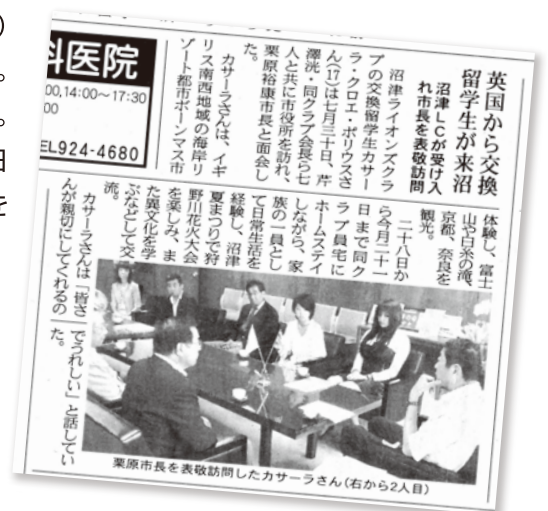 英国から交換
留学生が来沼
沼津LCが受け入
れ市長を表敬訪問
沼津ライオンズクラ
ブの交換留学生カサー
ラ・クロエ・ポリウスさ
ん(17)は七月三十日、芹
澤洸・同クラブ会長ら七
人と共に市役所を訪れ、
栗原裕康市長と面会し
た。
カサーラさんは、イギ
リス南西地域の海岸リ
ゾート都市ボーンマス市
体験し、富士
山や白糸の滝、
京都、奈良を
観光。
二十八日か
ら今月二十一
日まで同ク
ラブ員宅に
ホームステイ
しながら、家
族の一員とし
て日常生活を
経験し、沼津
夏まつりで狩
野川花火大会
を楽しみ、ま
た異文化を学
ぶなどして交
流。
カサーラさんは「皆さ
んが親切にしてくれるの
でうれしい」と話してい
た。
栗原市長を表敬訪問したカサーラさん(右から2人目)
科医院
00,14:00～17:30
00
EL924-4680
)
。
。
日
を